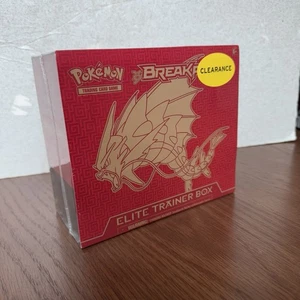 POKéMON
TRADING CARD GAME
BREAK
CLEARANCE
ELITE TRAINER BOX